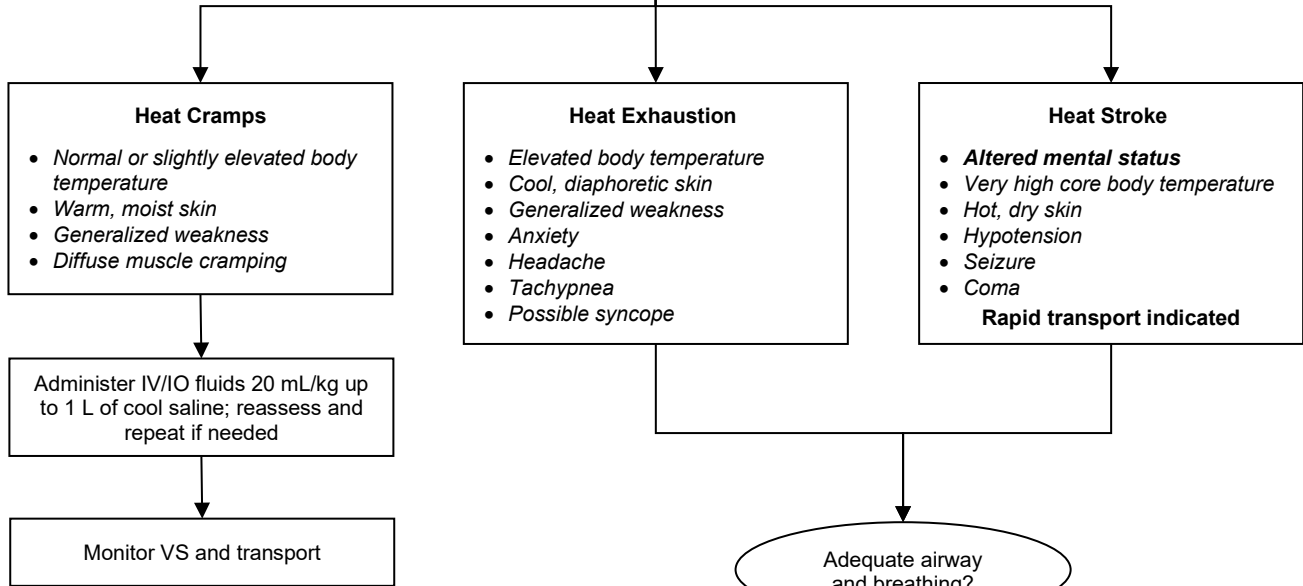 Heat Cramps
• Normal or slightly elevated body
temperature
• Warm, moist skin
• Generalized weakness
• Diffuse muscle cramping
Administer IV/IO fluids 20 mL/kg up
to 1 L of cool saline; reassess and
repeat if needed
Monitor VS and transport
Heat Exhaustion
• Elevated body temperature
• Cool, diaphoretic skin
• Generalized weakness
• Anxiety
• Headache
• Tachypnea
• Possible syncope
Heat Stroke
• Altered mental status
• Very high core body temperature
• Hot, dry skin
• Hypotension
• Seizure
• Coma
Rapid transport indicated
Adequate airway
and breathing?